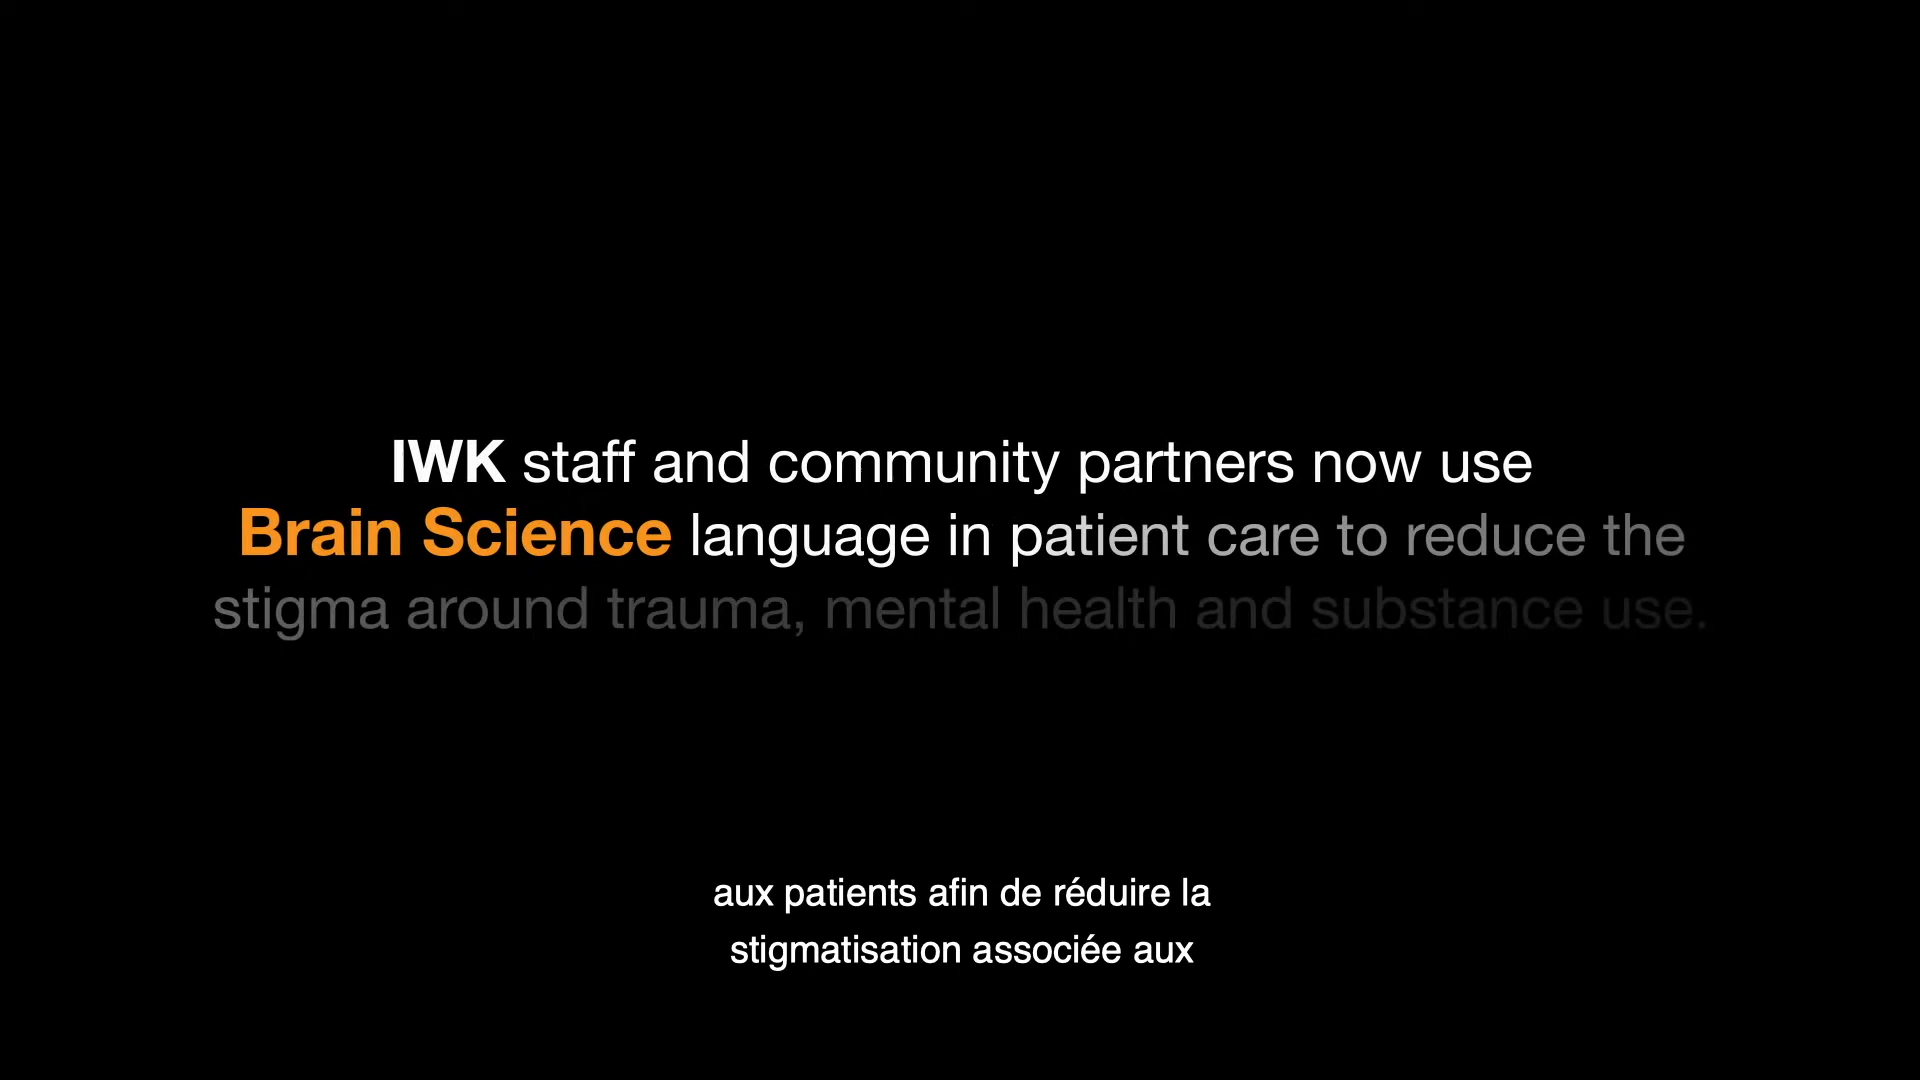 IWK staff and community partners now use
Brain Science language in patient care to reduce the
stigma around trauma, mental health and substance use.
aux patients afin de réduire la
stigmatisation associée aux